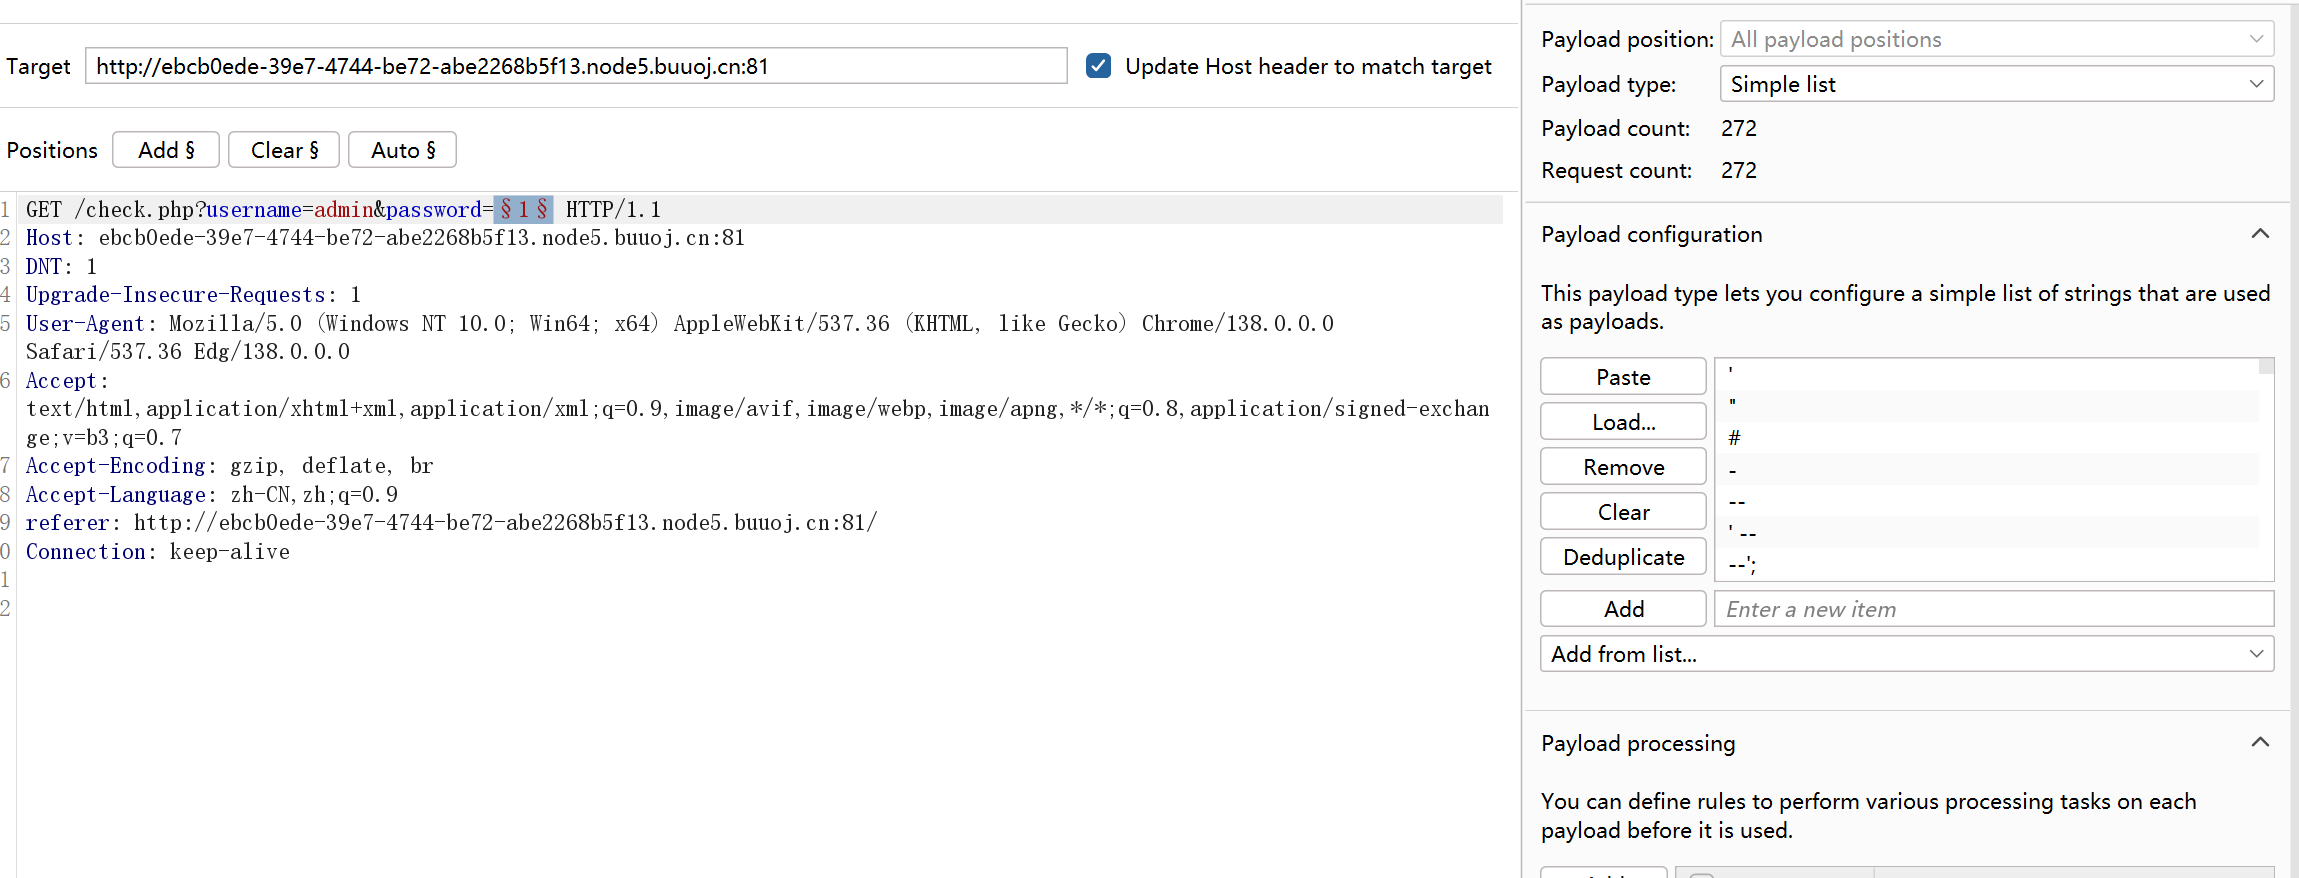 Target
http://ebcb0ede-39e7-4744-be72-abe2268b5f13.node5.buuoj.cn:81
Update Host header to match target
Positions
Add §
Clear §
Auto §
1 GET /check.php?username=admin&password=§1§ HTTP/1.1
2 Host: ebcb0ede-39e7-4744-be72-abe2268b5f13.node5.buuoj.cn:81
3 DNT: 1
4 Upgrade-Insecure-Requests: 1
5 User-Agent: Mozilla/5.0 (Windows NT 10.0; Win64; x64) AppleWebKit/537.36 (KHTML, like Gecko) Chrome/138.0.0.0
Safari/537.36 Edg/138.0.0.0
6 Accept:
text/html,application/xhtml+xml,application/xml;q=0.9,image/avif,image/webp,image/apng,*/*;q=0.8,application/signed-exchan
ge;v=b3;q=0.7
7 Accept-Encoding: gzip, deflate, br
8 Accept-Language: zh-CN,zh;q=0.9
9 referer: http://ebcb0ede-39e7-4744-be72-abe2268b5f13.node5.buuoj.cn:81/
0 Connection: keep-alive
1
2
Payload position:
All payload positions
Payload type:
Simple list
Payload count: 272
Request count: 272
Payload configuration
This payload type lets you configure a simple list of strings that are used
as payloads.
Paste
Load...
Remove
Clear
Deduplicate
'
"
#
-
--
' --
--';
Add
Enter a new item
Add from list...
Payload processing
You can define rules to perform various processing tasks on each
payload before it is used.